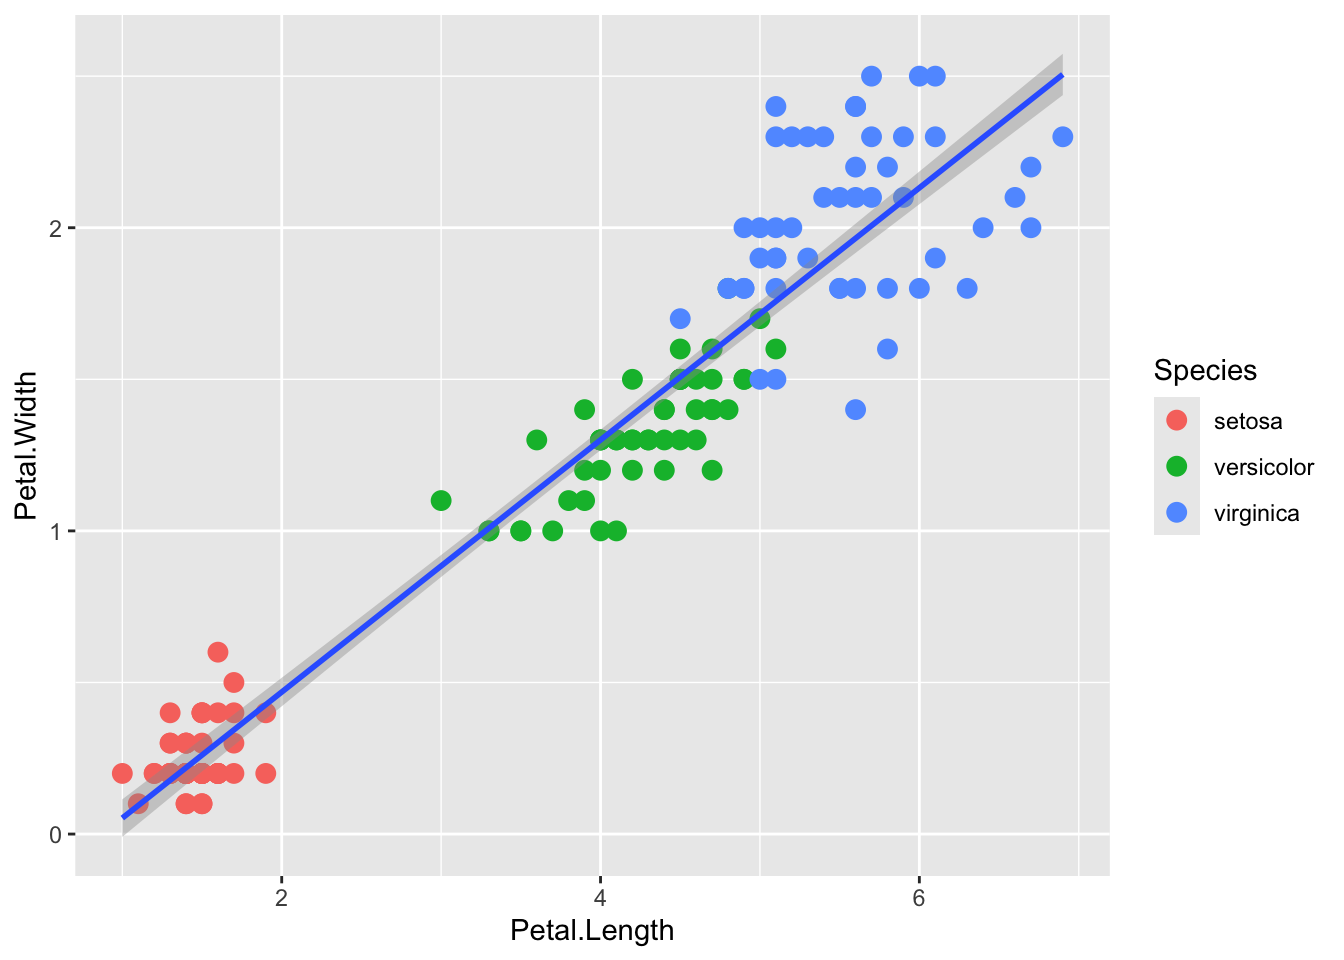 2
1
0
2 4 6
Petal.Width
Petal.Length
Species
setosa
versicolor
virginica